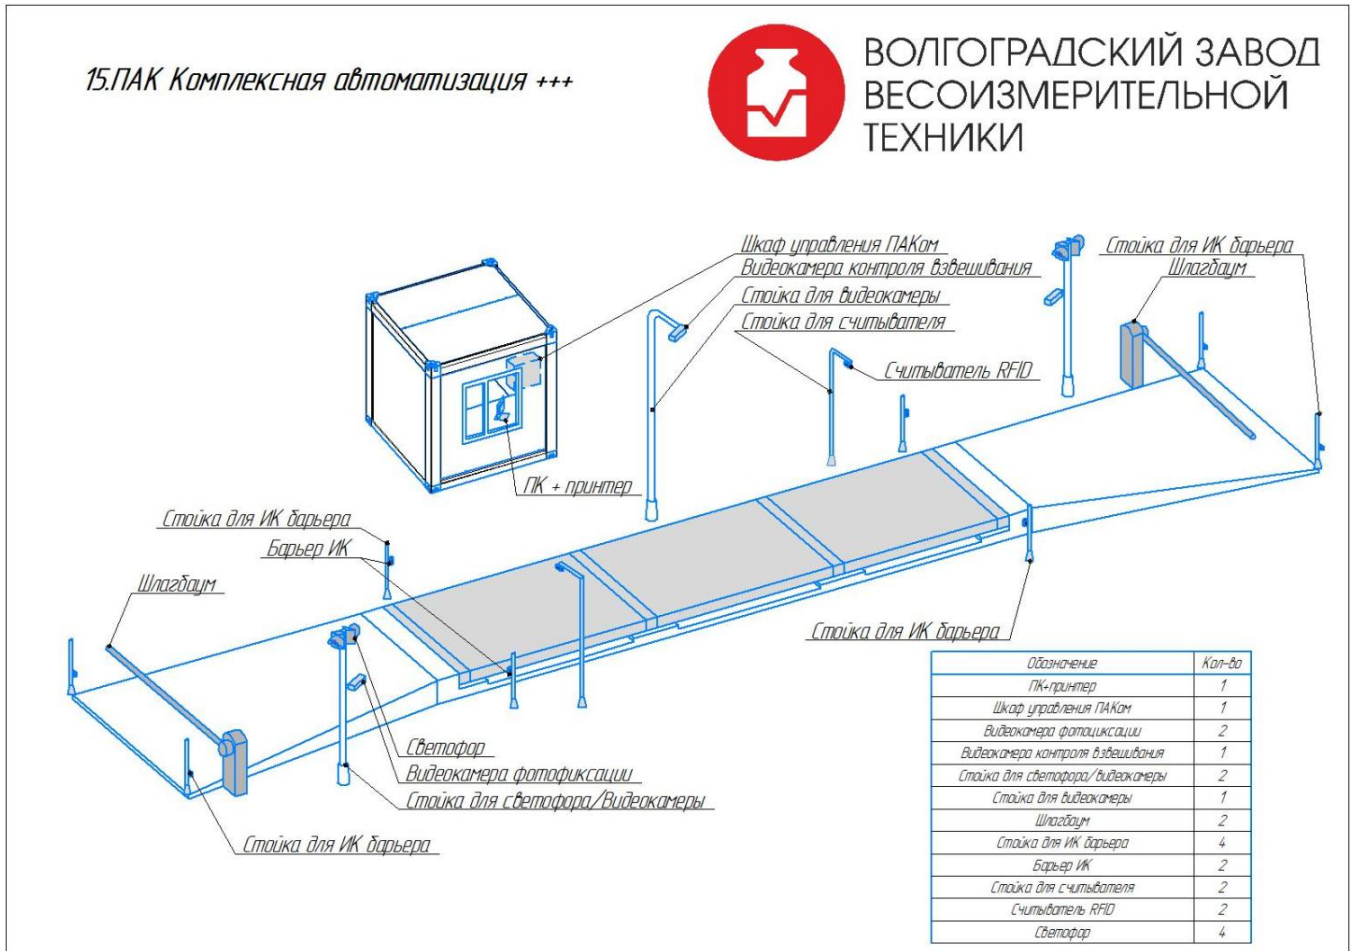 15.ПАК Комплексная автоматизация +++
ВОЛГОГРАДСКИЙ ЗАВОД
ВЕСОИЗМЕРИТЕЛЬНОЙ
ТЕХНИКИ
Шкаф управления ПАКом
Видеокамера контроля взвешивания
Стойка для видеокамеры
Стойка для считывателя
Стойка для ИК барьера
Шлагбаум
Считыватель RFID
ПК + принтер
Стойка для ИК барьера
Барьер ИК
Шлагбаум
Стойка для ИК барьера
Светофор
Видеокамера фотофиксации
Стойка для светофора/Видеокамеры
Стойка для ИК барьера
Обозначение Кол-во
ПК+принтер 1
Шкаф управления ПАКом 1
Видеокамера фотоциксации 2
Видеокамера контроля взвешивания 1
Стойка для светофора/видеокамеры 2
Стойка для видеокамеры 1
Шлагбаум 2
Стойка для ИК барьера 4
Барьер ИК 2
Стойка для считывателя 2
Считыватель RFID 2
Светофор 4